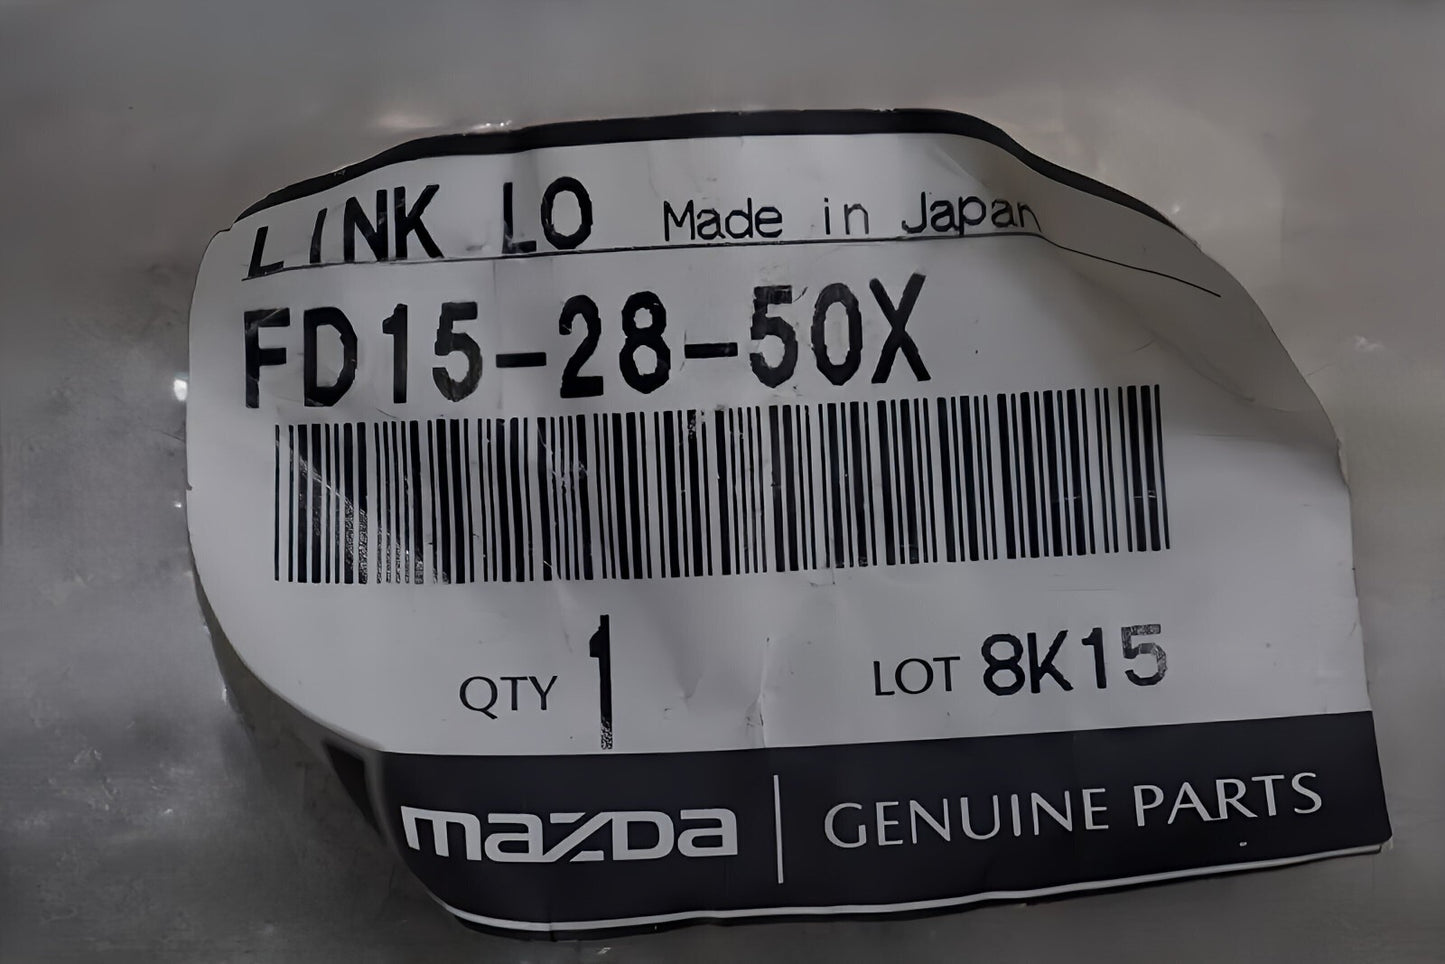 LINK LO Made in Japan
FD15-28-50X
QTY 1 LOT 8K15
mazda GENUINE PARTS